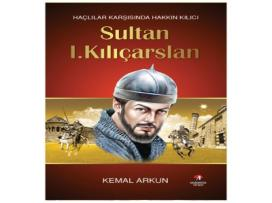 HAÇLILAR KARŞISINDA HAKKIN KILICI
Sultan
I.Kılıçarslan
KEMAL ARKUN